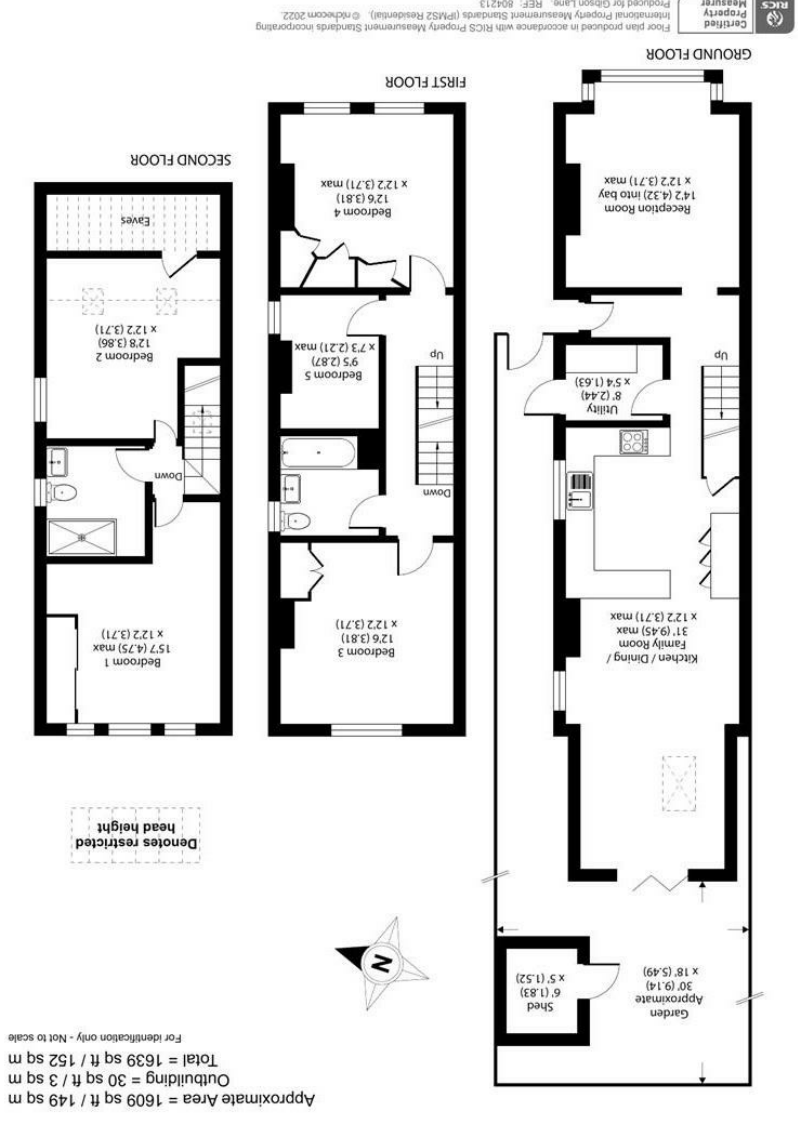 Approximate Area = 1609 sq ft / 149 sq m
Outbuilding = 30 sq ft / 3 sq m
Total = 1639 sq ft / 152 sq m
For identification only - Not to scale
Garden
Approximate
30' (9.14)
x 18' (5.49)
Shed
6' (1.83)
x 5' (1.52)
N
Denotes restricted
head height
Kitchen / Dining /
Family Room
31' (9.45) max
x 12'2 (3.71) max
Utility
8' (2.44)
x 5'4 (1.63)
Up
Reception Room
14'2 (4.32) into bay
x 12'2 (3.71) max
GROUND FLOOR
Bedroom 3
12'6 (3.81)
x 12'2 (3.71)
Down
Up
Bedroom 5
9'5 (2.87)
x 7'3 (2.21) max
Bedroom 4
12'6 (3.81)
x 12'2 (3.71) max
FIRST FLOOR
Bedroom 1
15'7 (4.75) max
x 12'2 (3.71)
Down
Bedroom 2
12'8 (3.86)
x 12'2 (3.71)
Eaves
SECOND FLOOR
RICS
Certified
Property
Measurer
Floor plan produced in accordance with RICS Property Measurement Standards incorporating
International Property Measurement Standards (IPMS2 Residential). © nichecom 2022.
Produced for Gibson Lane. REF: 804213